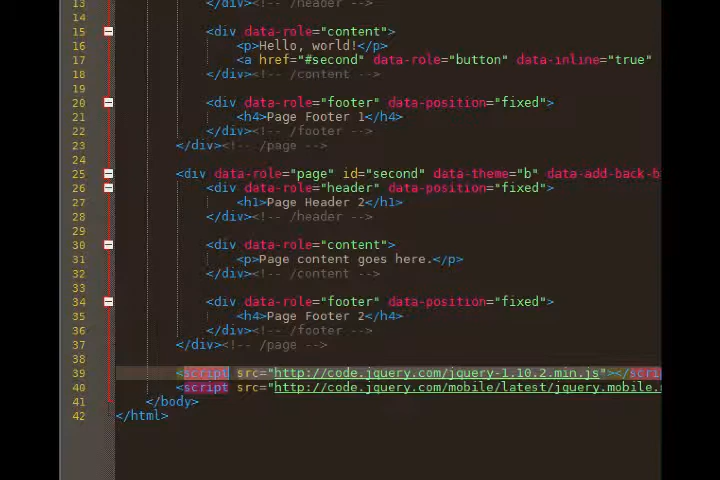 13 </div><!-- /header -->
14
15 <div data-role="content">
16 <p>Hello, world!</p>
17 <a href="#second" data-role="button" data-inline="true"
18 </div><!-- /content -->
19
20 <div data-role="footer" data-position="fixed">
21 <h4>Page Footer 1</h4>
22 </div><!-- /footer -->
23 </div><!-- /page -->
24
25 <div data-role="page" id="second" data-theme="b" data-add-back-b
26 <div data-role="header" data-position="fixed">
27 <h1>Page Header 2</h1>
28 </div><!-- /header -->
29
30 <div data-role="content">
31 <p>Page content goes here.</p>
32 </div><!-- /content -->
33
34 <div data-role="footer" data-position="fixed">
35 <h4>Page Footer 2</h4>
36 </div><!-- /footer -->
37 </div><!-- /page -->
38
39 <script src="http://code.jquery.com/jquery-1.10.2.min.js"></scri
40 <script src="http://code.jquery.com/mobile/latest/jquery.mobile.
41 </body>
42 </html>